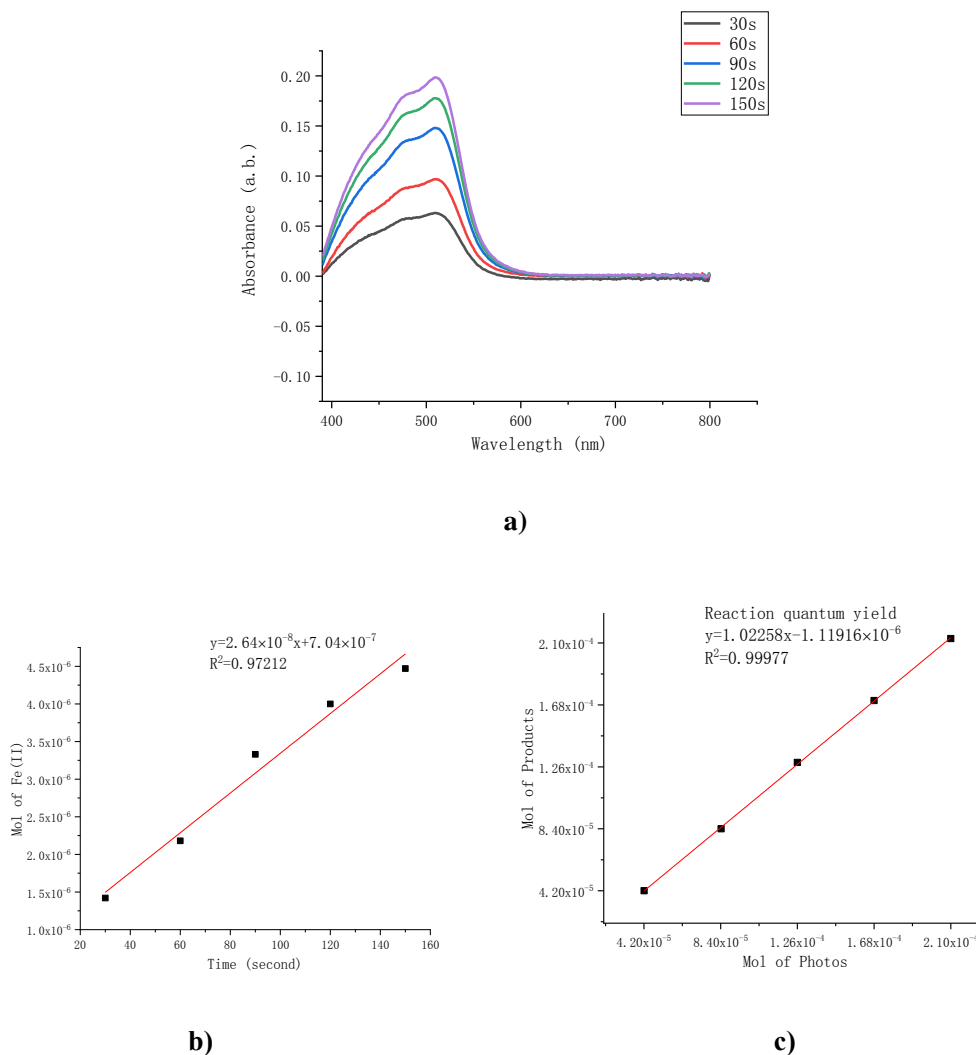 30s
60s
90s
120s
150s
0.20
0.15
0.10
0.05
0.00
-0.05
-0.10
400 500 600 700 800
Absorbance (a.b.)
Wavelength (nm)
a)
y=2.64×10⁻⁸x+7.04×10⁻⁷
R²=0.97212
4.5x10⁻⁶
4.0x10⁻⁶
3.5x10⁻⁶
3.0x10⁻⁶
2.5x10⁻⁶
2.0x10⁻⁶
1.5x10⁻⁶
1.0x10⁻⁶
20 40 60 80 100 120 140 160
Mol of Fe(II)
Time (second)
b)
Reaction quantum yield
y=1.02258x-1.11916×10⁻⁶
R²=0.99977
2.10x10⁻⁴
1.68x10⁻⁴
1.26x10⁻⁴
8.40x10⁻⁵
4.20x10⁻⁵
4.20x10⁻⁵ 8.40x10⁻⁵ 1.26x10⁻⁴ 1.68x10⁻⁴
Mol of Products
Mol of Photos
c)